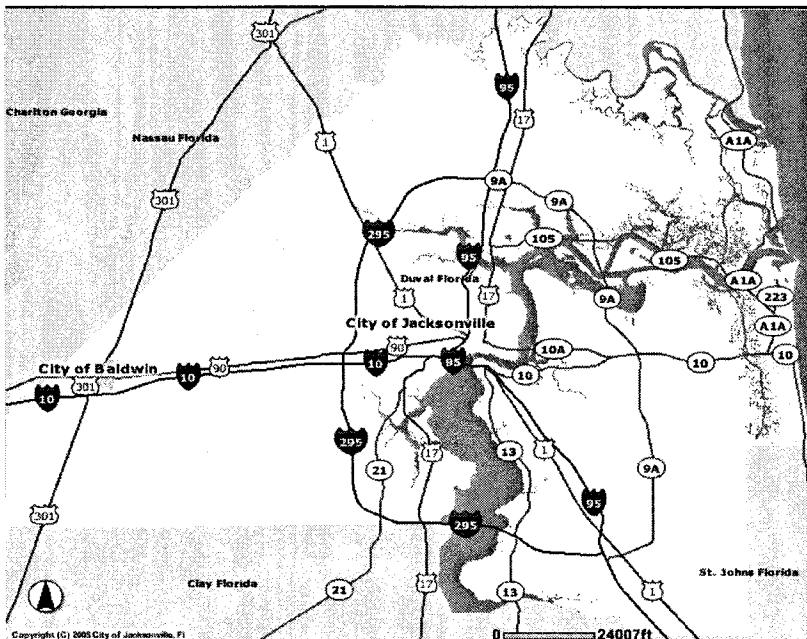 301
95
17
Charlton Georgia
Nassau Florida
1
A1A
9A
301
9A
295
105
95
105
Duval Florida
A1A
1
17
9A
223
City of Jacksonville
A1A
90
10A
City of Baldwin
90
10
95
10
10
10
301
10
10
295
21
17
13
1
9A
95
301
295
Clay Florida
St. Johns Florida
21
17
13
1
Copyright (C) 2005 City of Jacksonville, Fl
0 24007ft